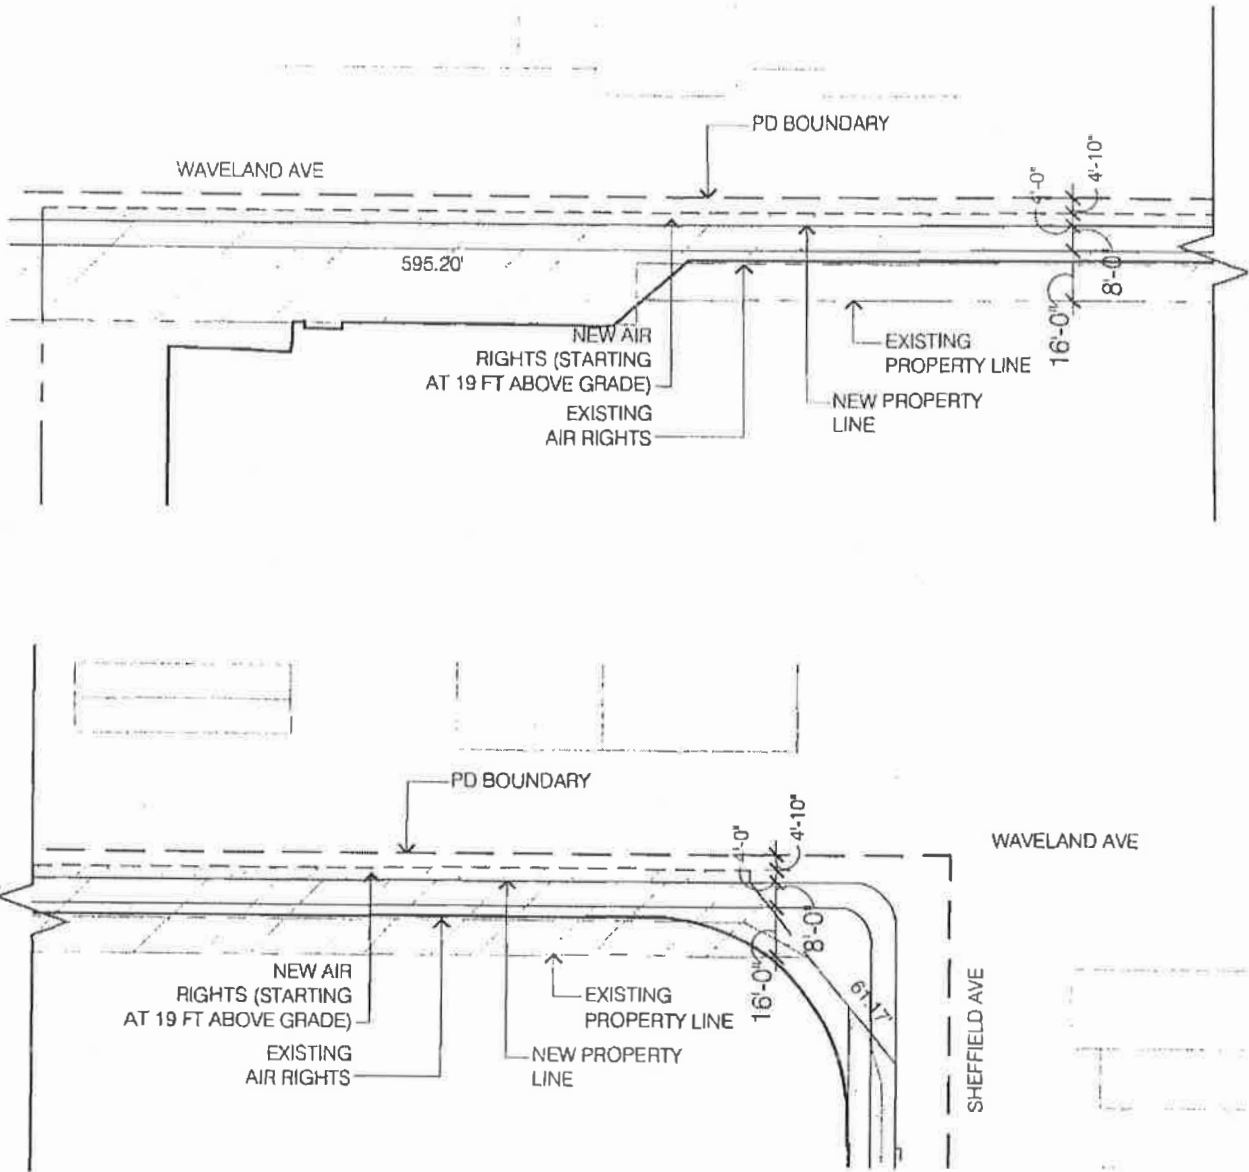 PD BOUNDARY
WAVELAND AVE
4'-0"
4'-10"
595.20'
8'-0"
16'-0"
NEW AIR
RIGHTS (STARTING
AT 19 FT ABOVE GRADE)
EXISTING
AIR RIGHTS
EXISTING
PROPERTY LINE
NEW PROPERTY
LINE
PD BOUNDARY
4'-0"
4'-10"
WAVELAND AVE
8'-0"
16'-0"
61.17'
NEW AIR
RIGHTS (STARTING
AT 19 FT ABOVE GRADE)
EXISTING
AIR RIGHTS
EXISTING
PROPERTY LINE
NEW PROPERTY
LINE
SHEFFIELD AVE